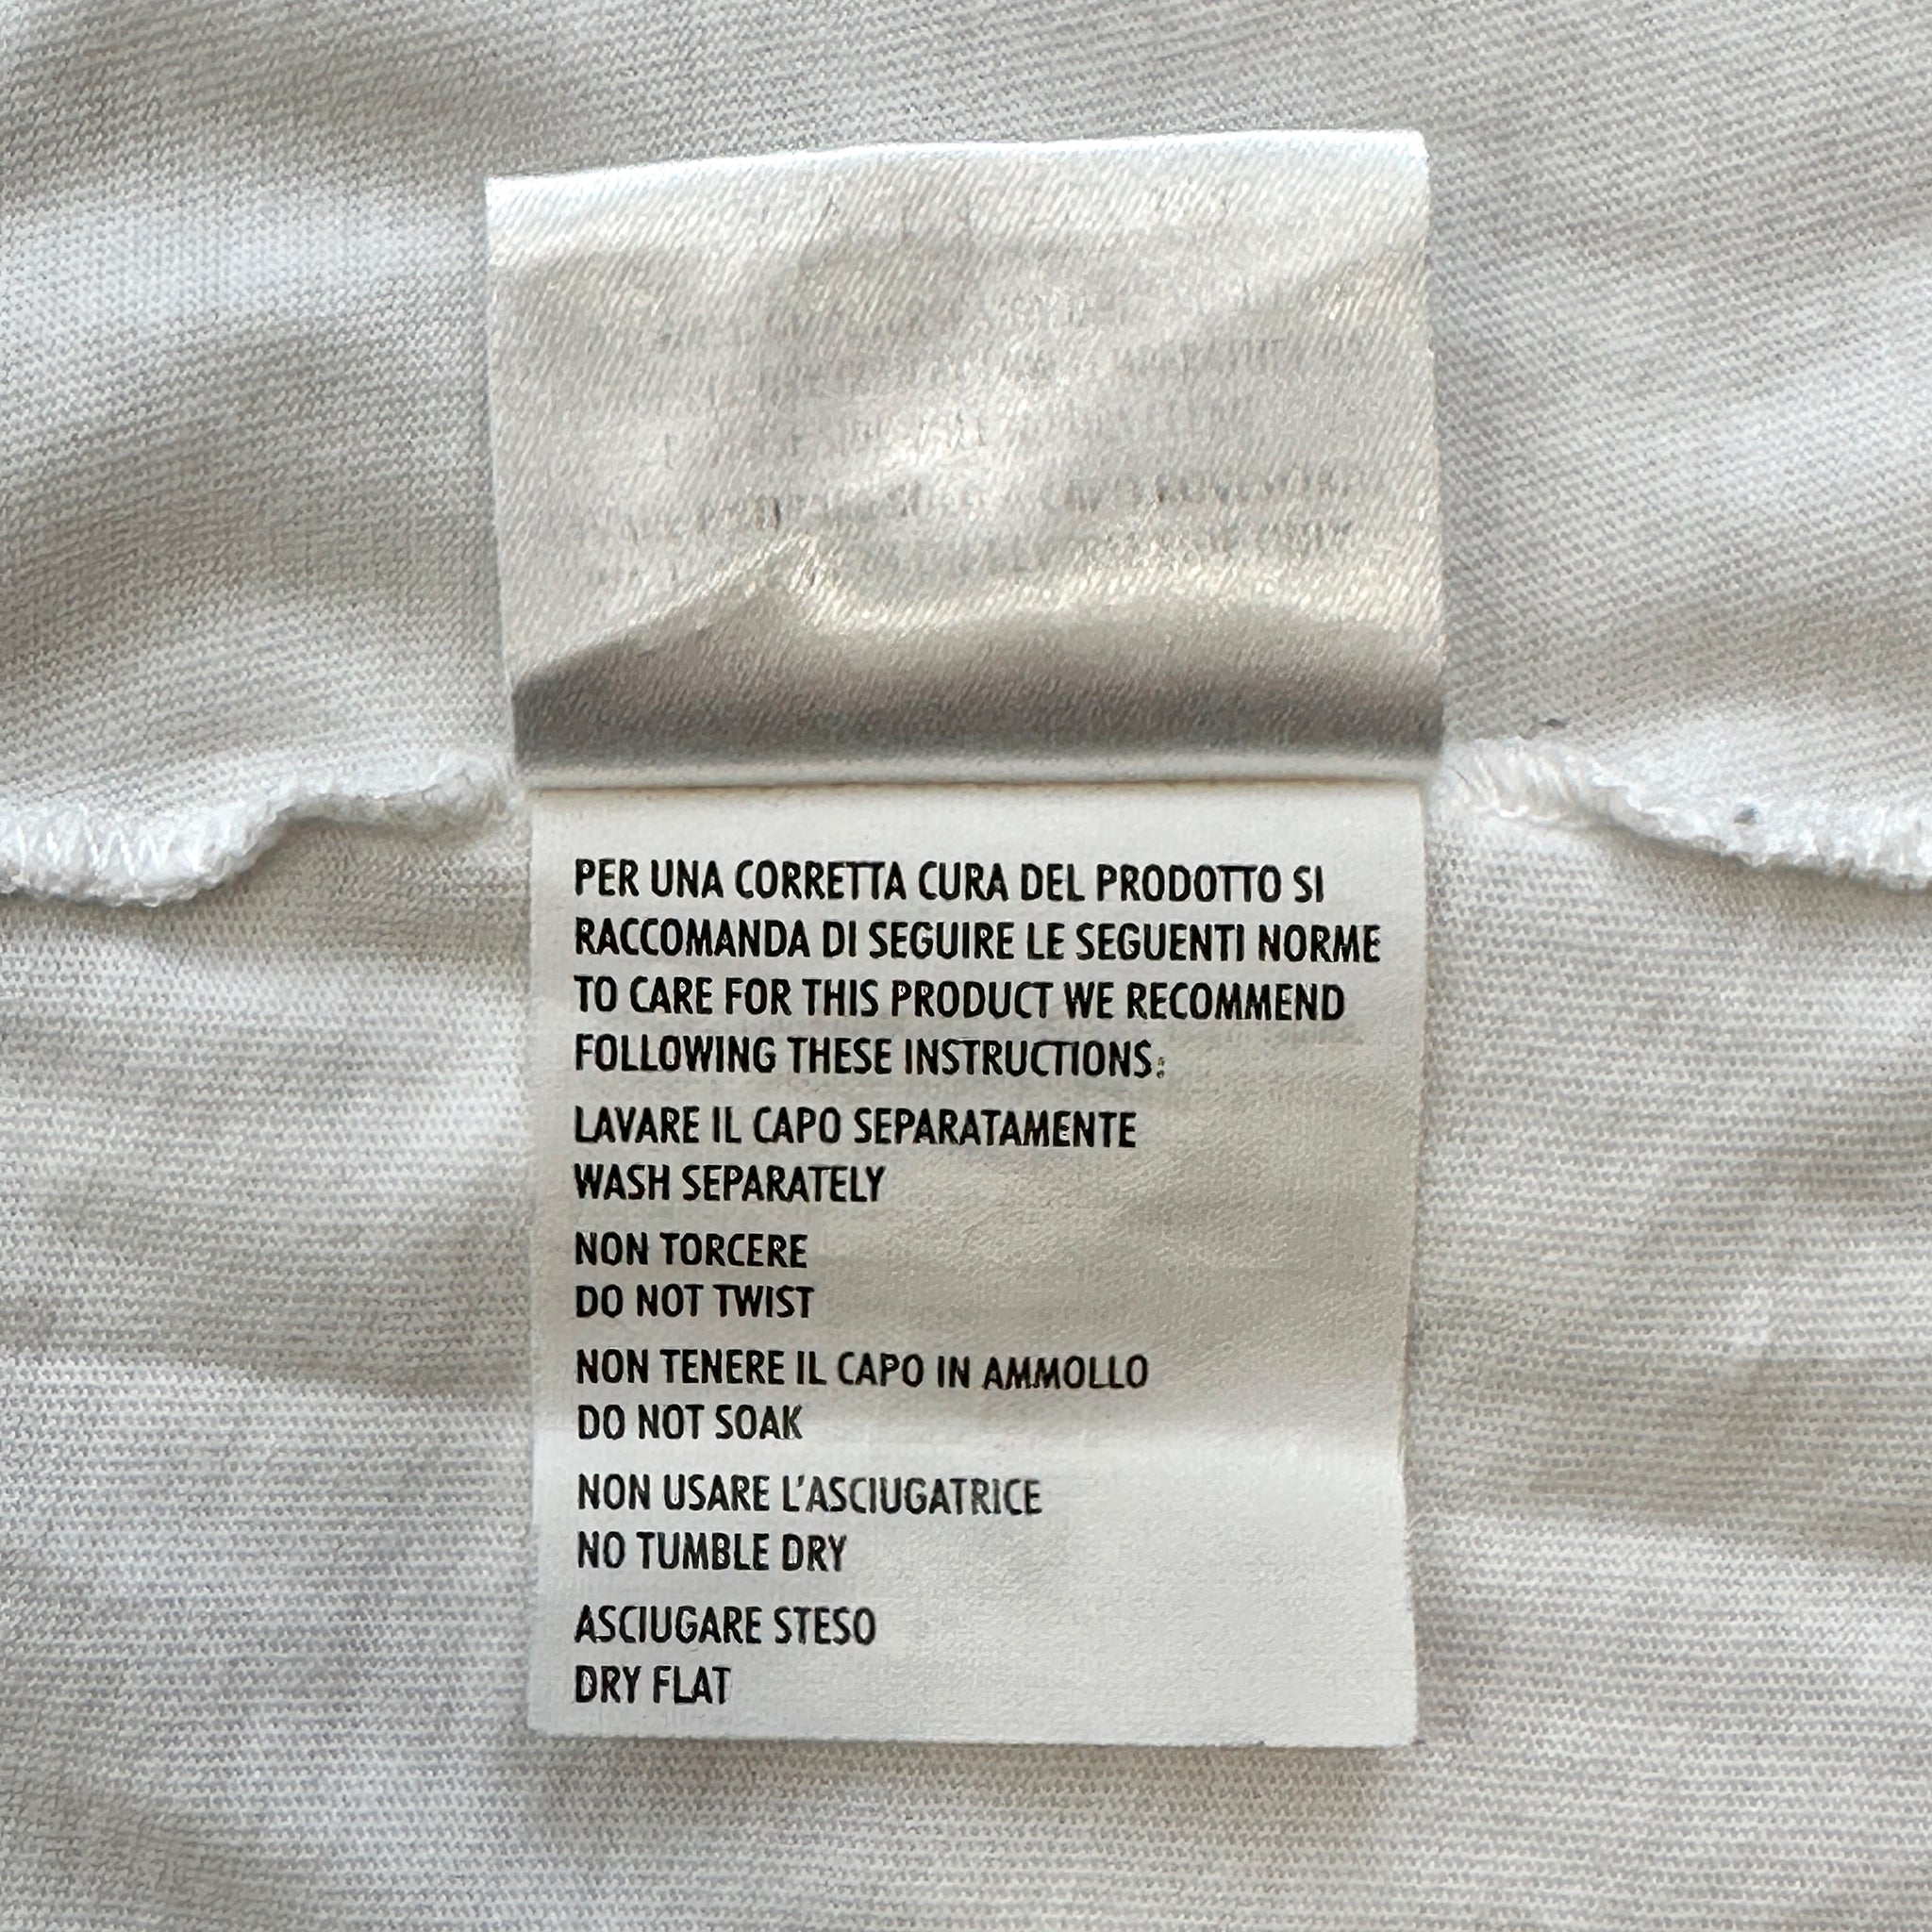 PER UNA CORRETTA CURA DEL PRODOTTO SI
RACCOMANDA DI SEGUIRE LE SEGUENTI NORME
TO CARE FOR THIS PRODUCT WE RECOMMEND
FOLLOWING THESE INSTRUCTIONS:
LAVARE IL CAPO SEPARATAMENTE
WASH SEPARATELY
NON TORCERE
DO NOT TWIST
NON TENERE IL CAPO IN AMMOLLO
DO NOT SOAK
NON USARE L'ASCIUGATRICE
NO TUMBLE DRY
ASCIUGARE STESO
DRY FLAT